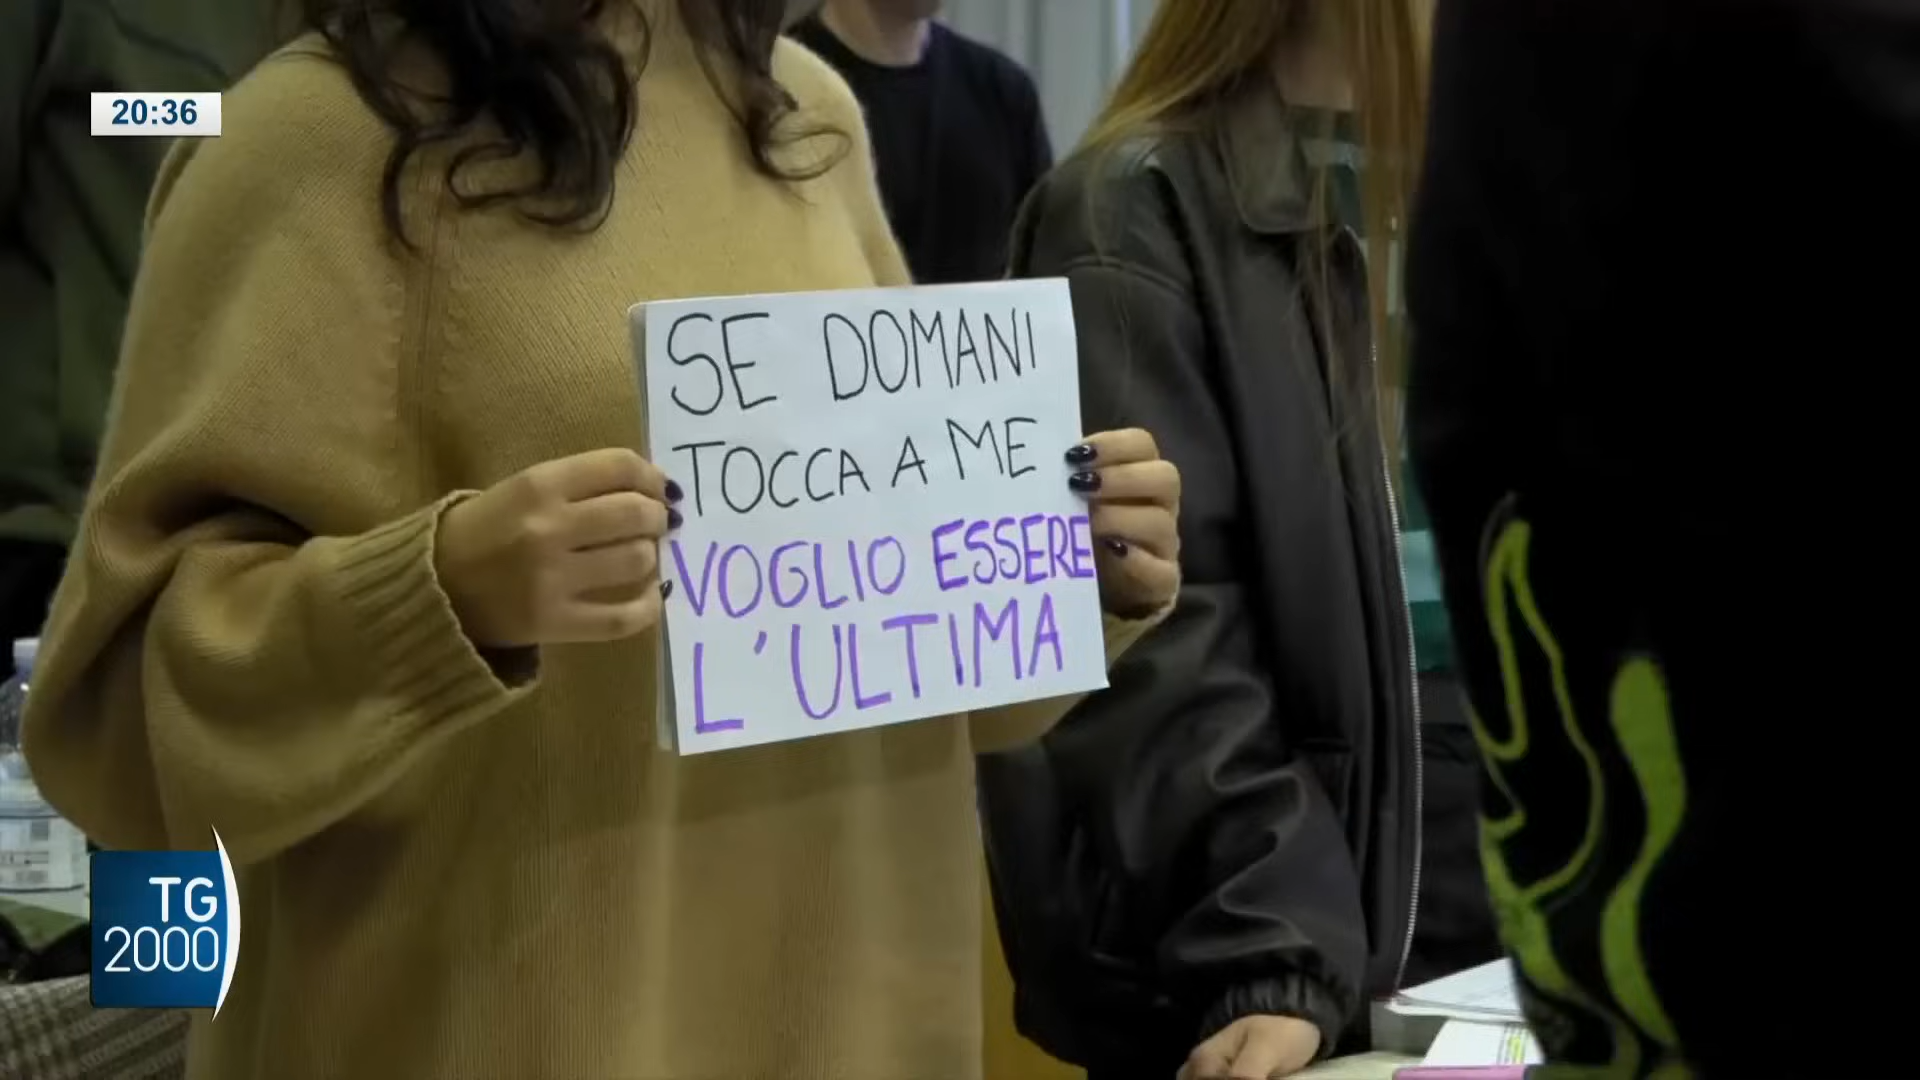 20:36
SE DOMANI
TOCCA A ME
VOGLIO ESSERE
L'ULTIMA
TG
2000